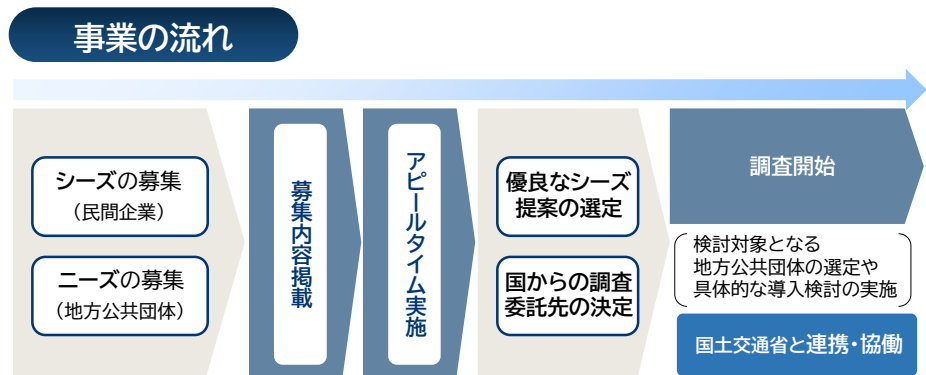 事業の流れ
シーズの募集
（民間企業）
ニーズの募集
（地方公共団体）
募集内容掲載
アピールタイム実施
優良なシーズ
提案の選定
国からの調査
委託先の決定
調査開始
検討対象となる
地方公共団体の選定や
具体的な導入検討の実施
国土交通省と連携・協働